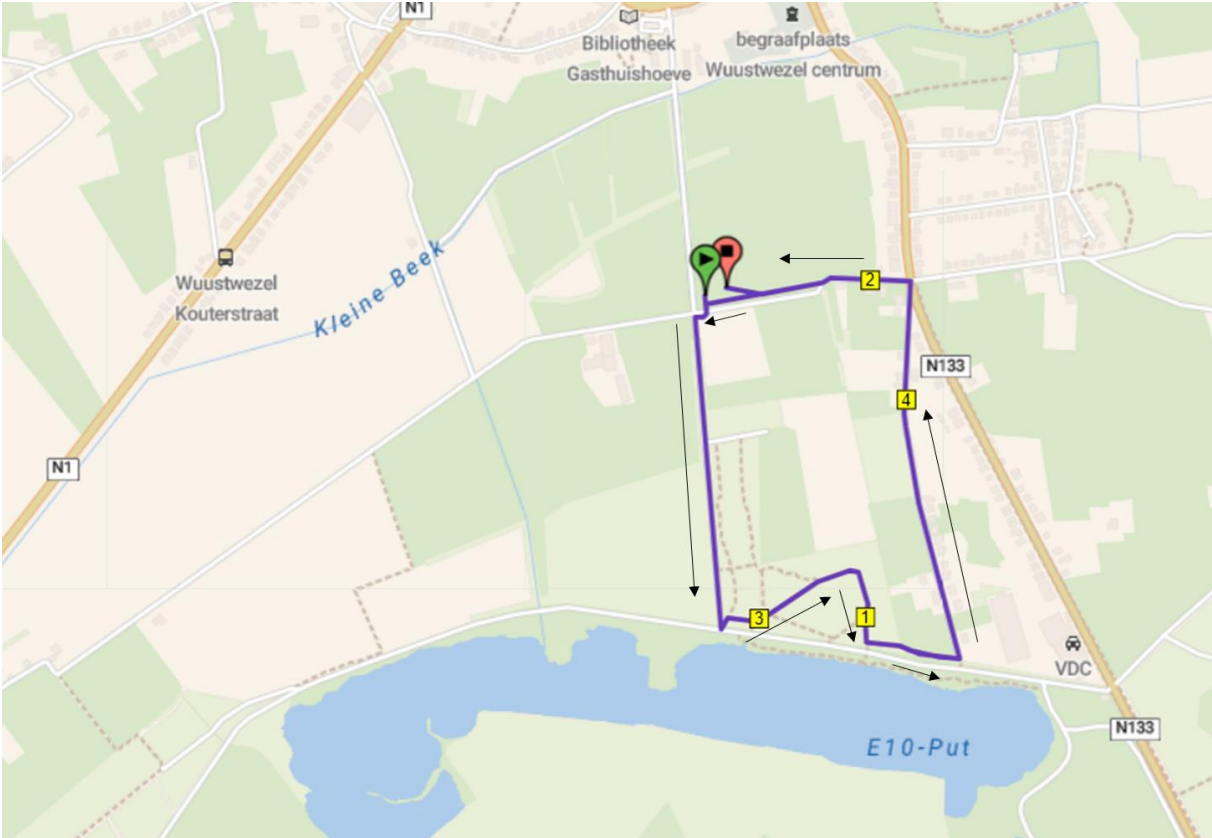 N1
Bibliotheek
Gasthuishoeve
begraafplaats
Wuustwezel centrum
Wuustwezel
Kouterstraat
Kleine Beek
2
N133
4
N1
3
1
VDC
N133
E10-Put